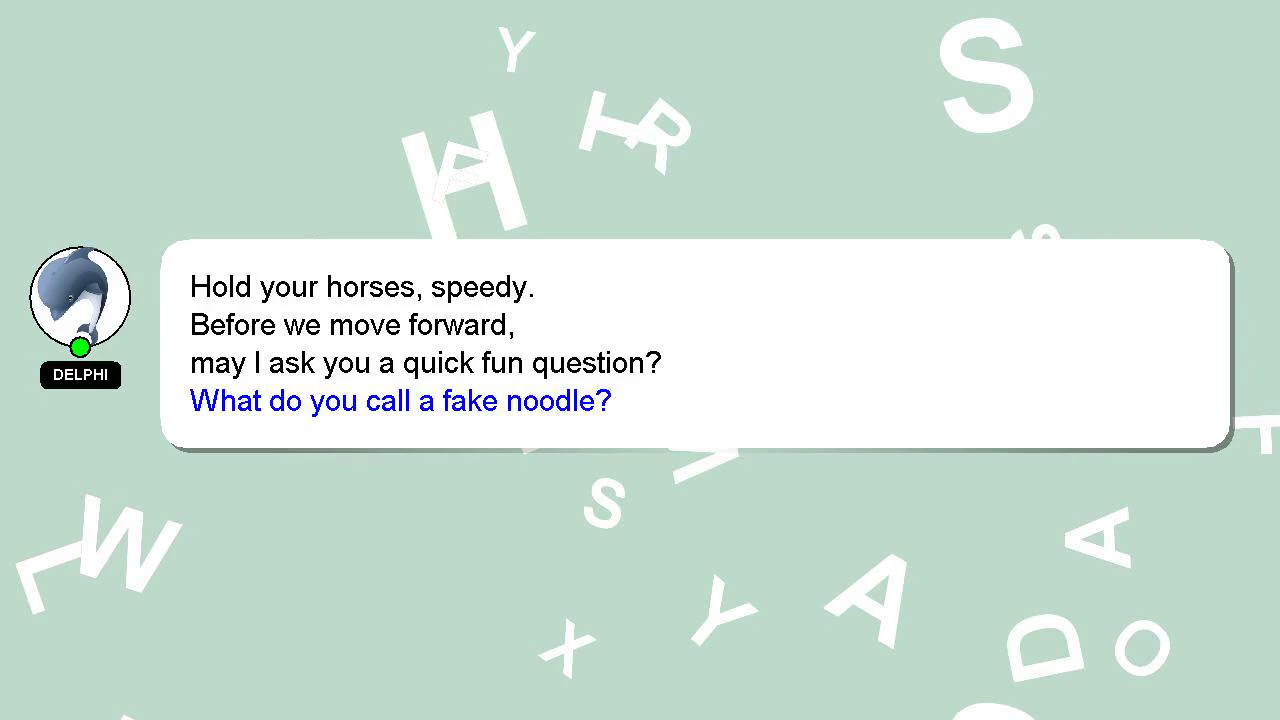 Hold your horses, speedy.
Before we move forward,
may I ask you a quick fun question?
What do you call a fake noodle?
DELPHI
Y
S
H
A
T
R
S
T
S
W
L
A
Y
A
X
D
O